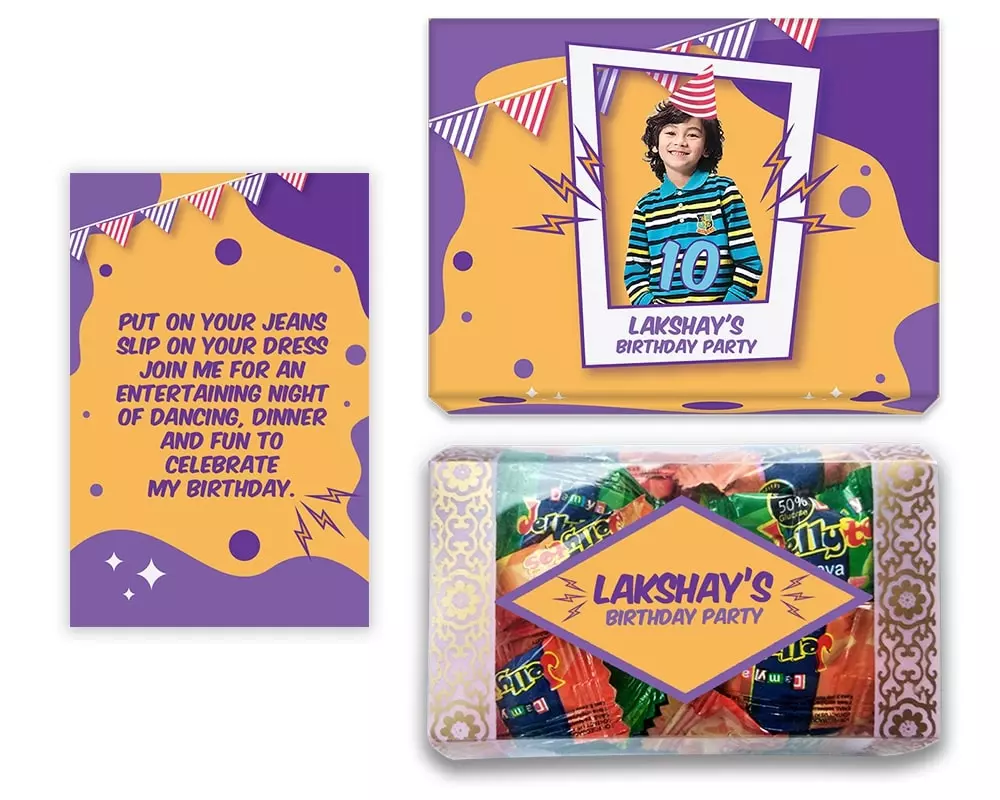 PUT ON YOUR JEANS
SLIP ON YOUR DRESS
JOIN ME FOR AN
ENTERTAINING NIGHT
OF DANCING, DINNER
AND FUN TO
CELEBRATE
MY BIRTHDAY.
10
LAKSHAY'S
BIRTHDAY PARTY
50%
LAKSHAY'S
BIRTHDAY PARTY